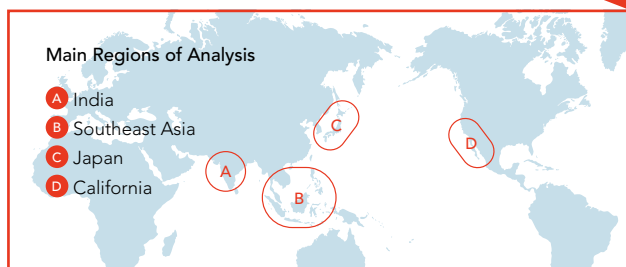 Main Regions of Analysis
A India
B Southeast Asia
C Japan
D California
A
B
C
D